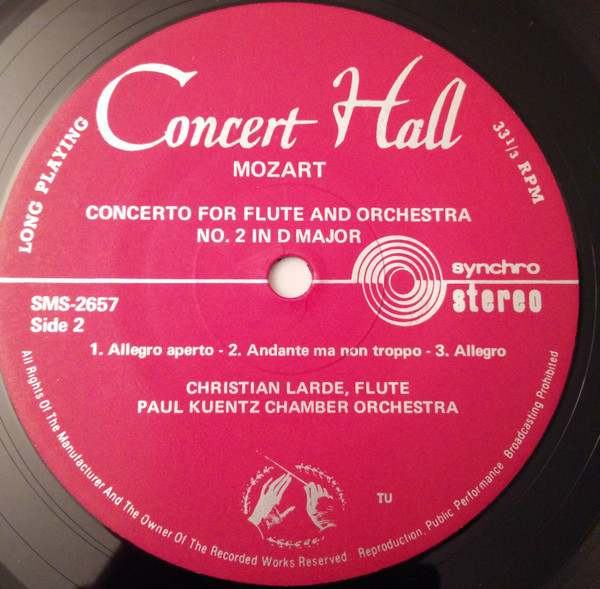 Concert Hall
LONG PLAYING
33 1/3 RPM
MOZART
CONCERTO FOR FLUTE AND ORCHESTRA
NO. 2 IN D MAJOR
synchro
stereo
SMS-2657
Side 2
1. Allegro aperto - 2. Andante ma non troppo - 3. Allegro
CHRISTIAN LARDE, FLUTE
PAUL KUENTZ CHAMBER ORCHESTRA
TU
All Rights Of The Manufacturer And The Owner Of The Recorded Works Reserved - Reproduction, Public Performance Broadcasting Prohibited